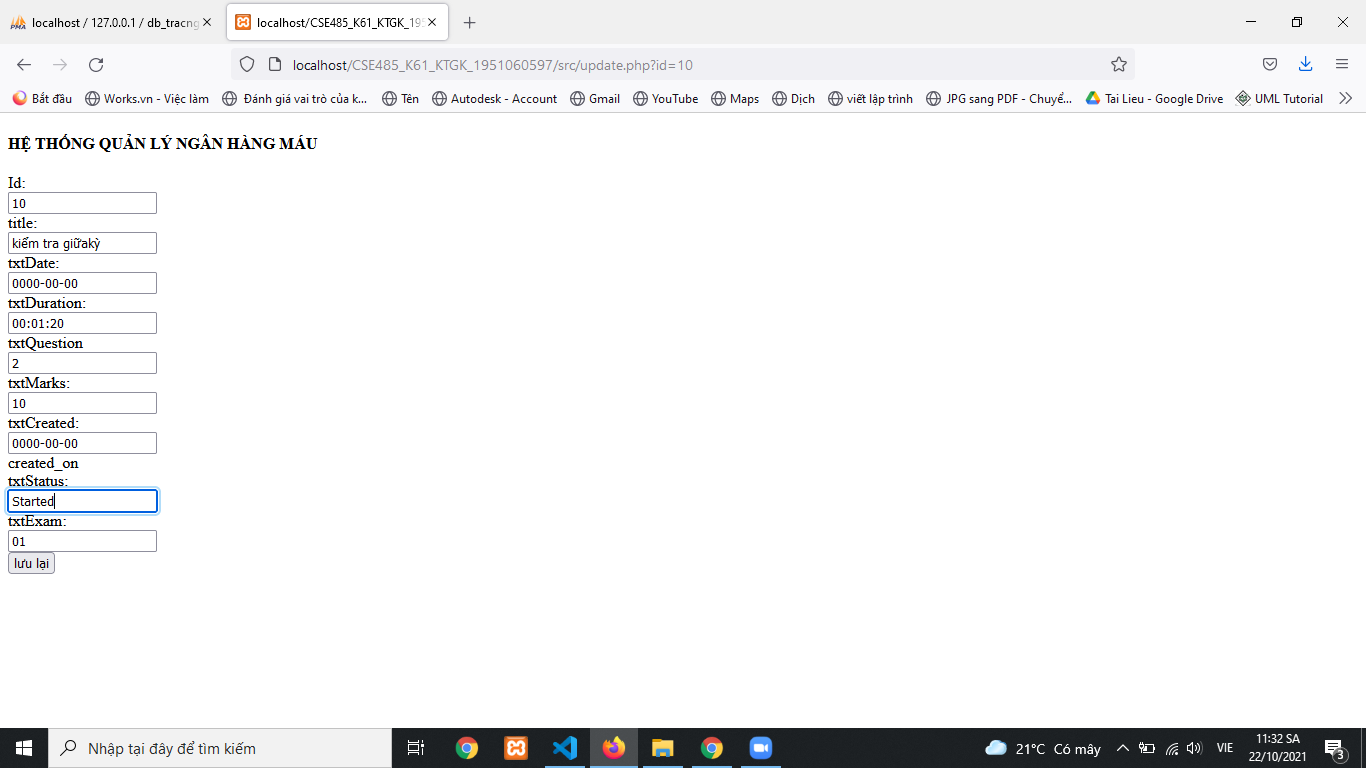 localhost / 127.0.0.1 / db_tracng
localhost/CSE485_K61_KTGK_195
localhost/CSE485_K61_KTGK_1951060597/src/update.php?id=10
Bắt đầu Works.vn - Việc làm Đánh giá vai trò của k... Tên Autodesk - Account Gmail YouTube Maps Dịch viết lập trình JPG sang PDF - Chuyể... Tai Lieu - Google Drive UML Tutorial
HỆ THỐNG QUẢN LÝ NGÂN HÀNG MÁU
Id:
10
title:
kiểm tra giữakỳ
txtDate:
0000-00-00
txtDuration:
00:01:20
txtQuestion
2
txtMarks:
10
txtCreated:
0000-00-00
created_on
txtStatus:
Started
txtExam:
01
lưu lại
Nhập tại đây để tìm kiếm
21°C Có mây
VIE
11:32 SA
22/10/2021
3